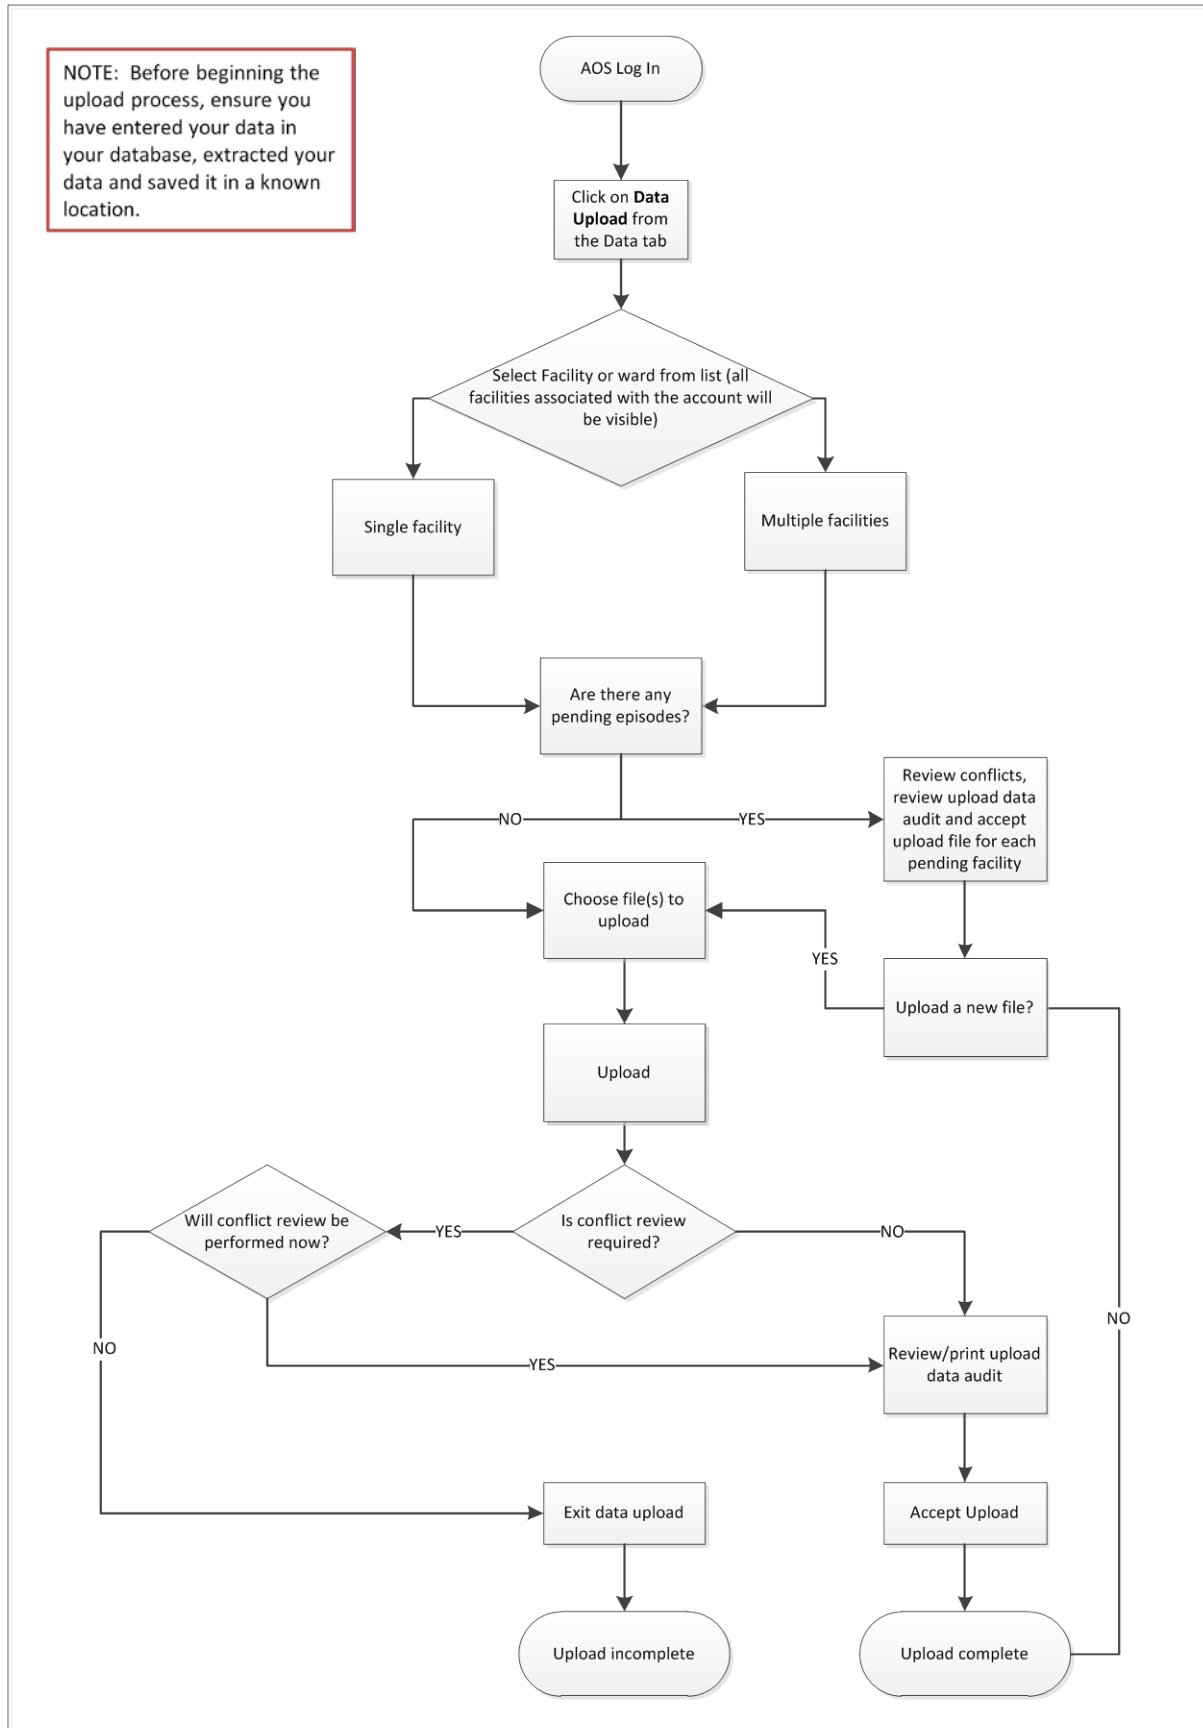 NOTE:  Before beginning the
upload process, ensure you
have entered your data in
your database, extracted your
data and saved it in a known
location.
AOS Log In
Click on Data
Upload from
the Data tab
Select Facility or ward from list (all
facilities associated with the account will
be visible)
Single facility
Multiple facilities
Are there any
pending episodes?
NO
YES
Review conflicts,
review upload data
audit and accept
upload file for each
pending facility
Choose file(s) to
upload
YES
Upload a new file?
Upload
Will conflict review be
performed now?
YES
Is conflict review
required?
NO
NO
NO
YES
Review/print upload
data audit
Exit data upload
Accept Upload
Upload incomplete
Upload complete